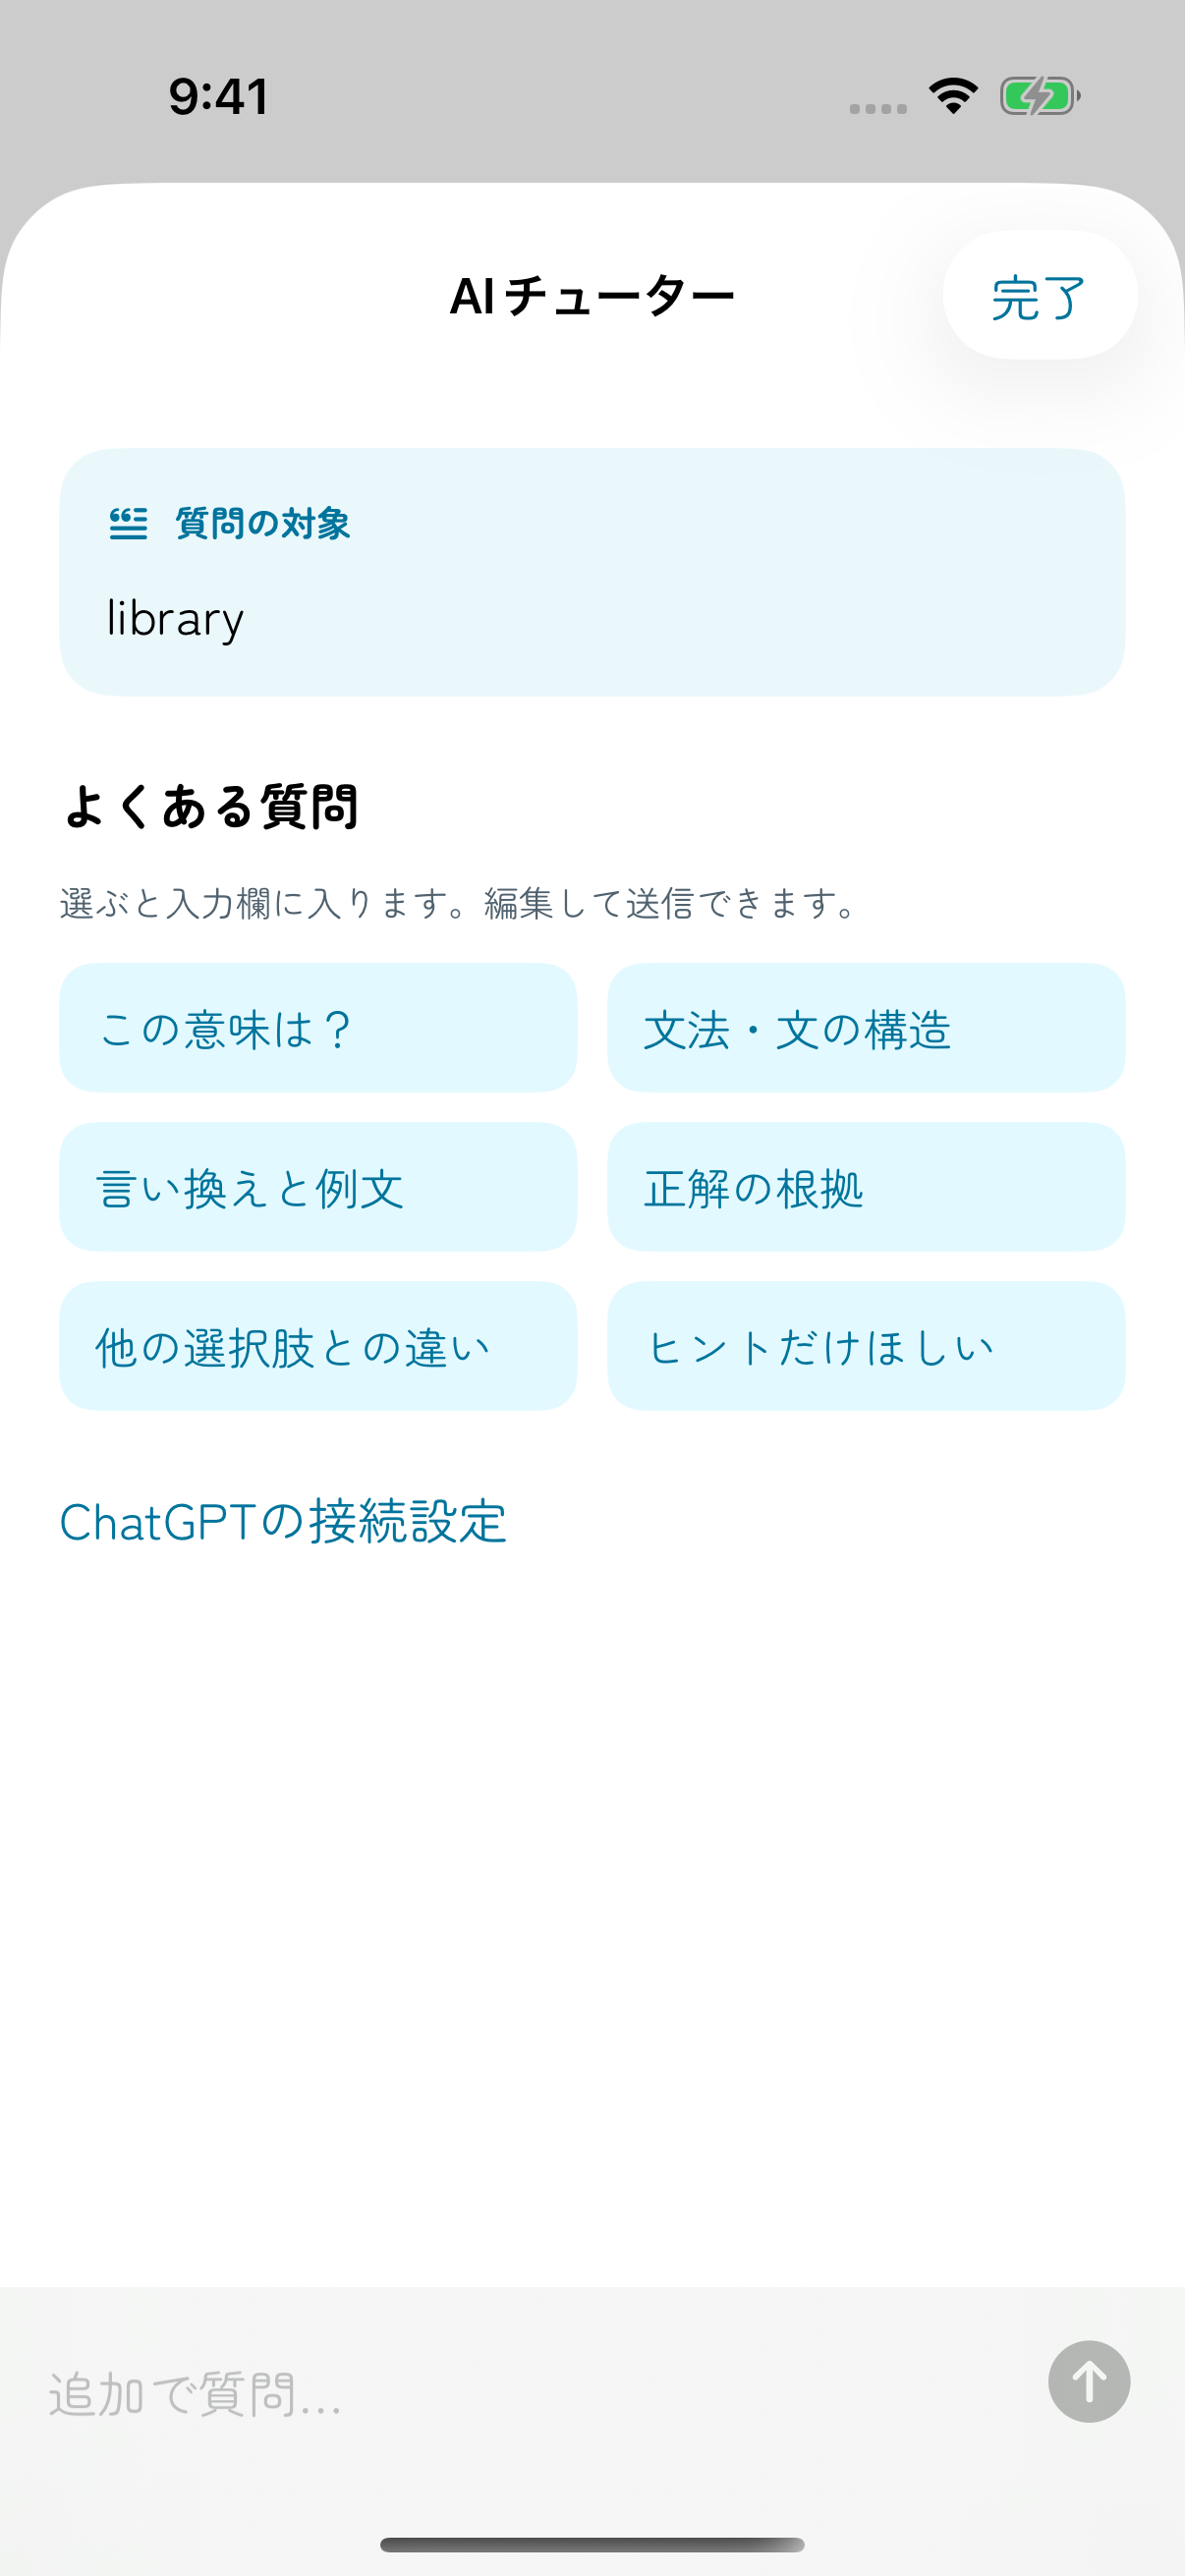 9:41
AI チューター
完了
質問の対象
library
よくある質問
選ぶと入力欄に入ります。編集して送信できます。
この意味は？
文法・文の構造
言い換えと例文
正解の根拠
他の選択肢との違い
ヒントだけほしい
ChatGPTの接続設定
追加で質問...